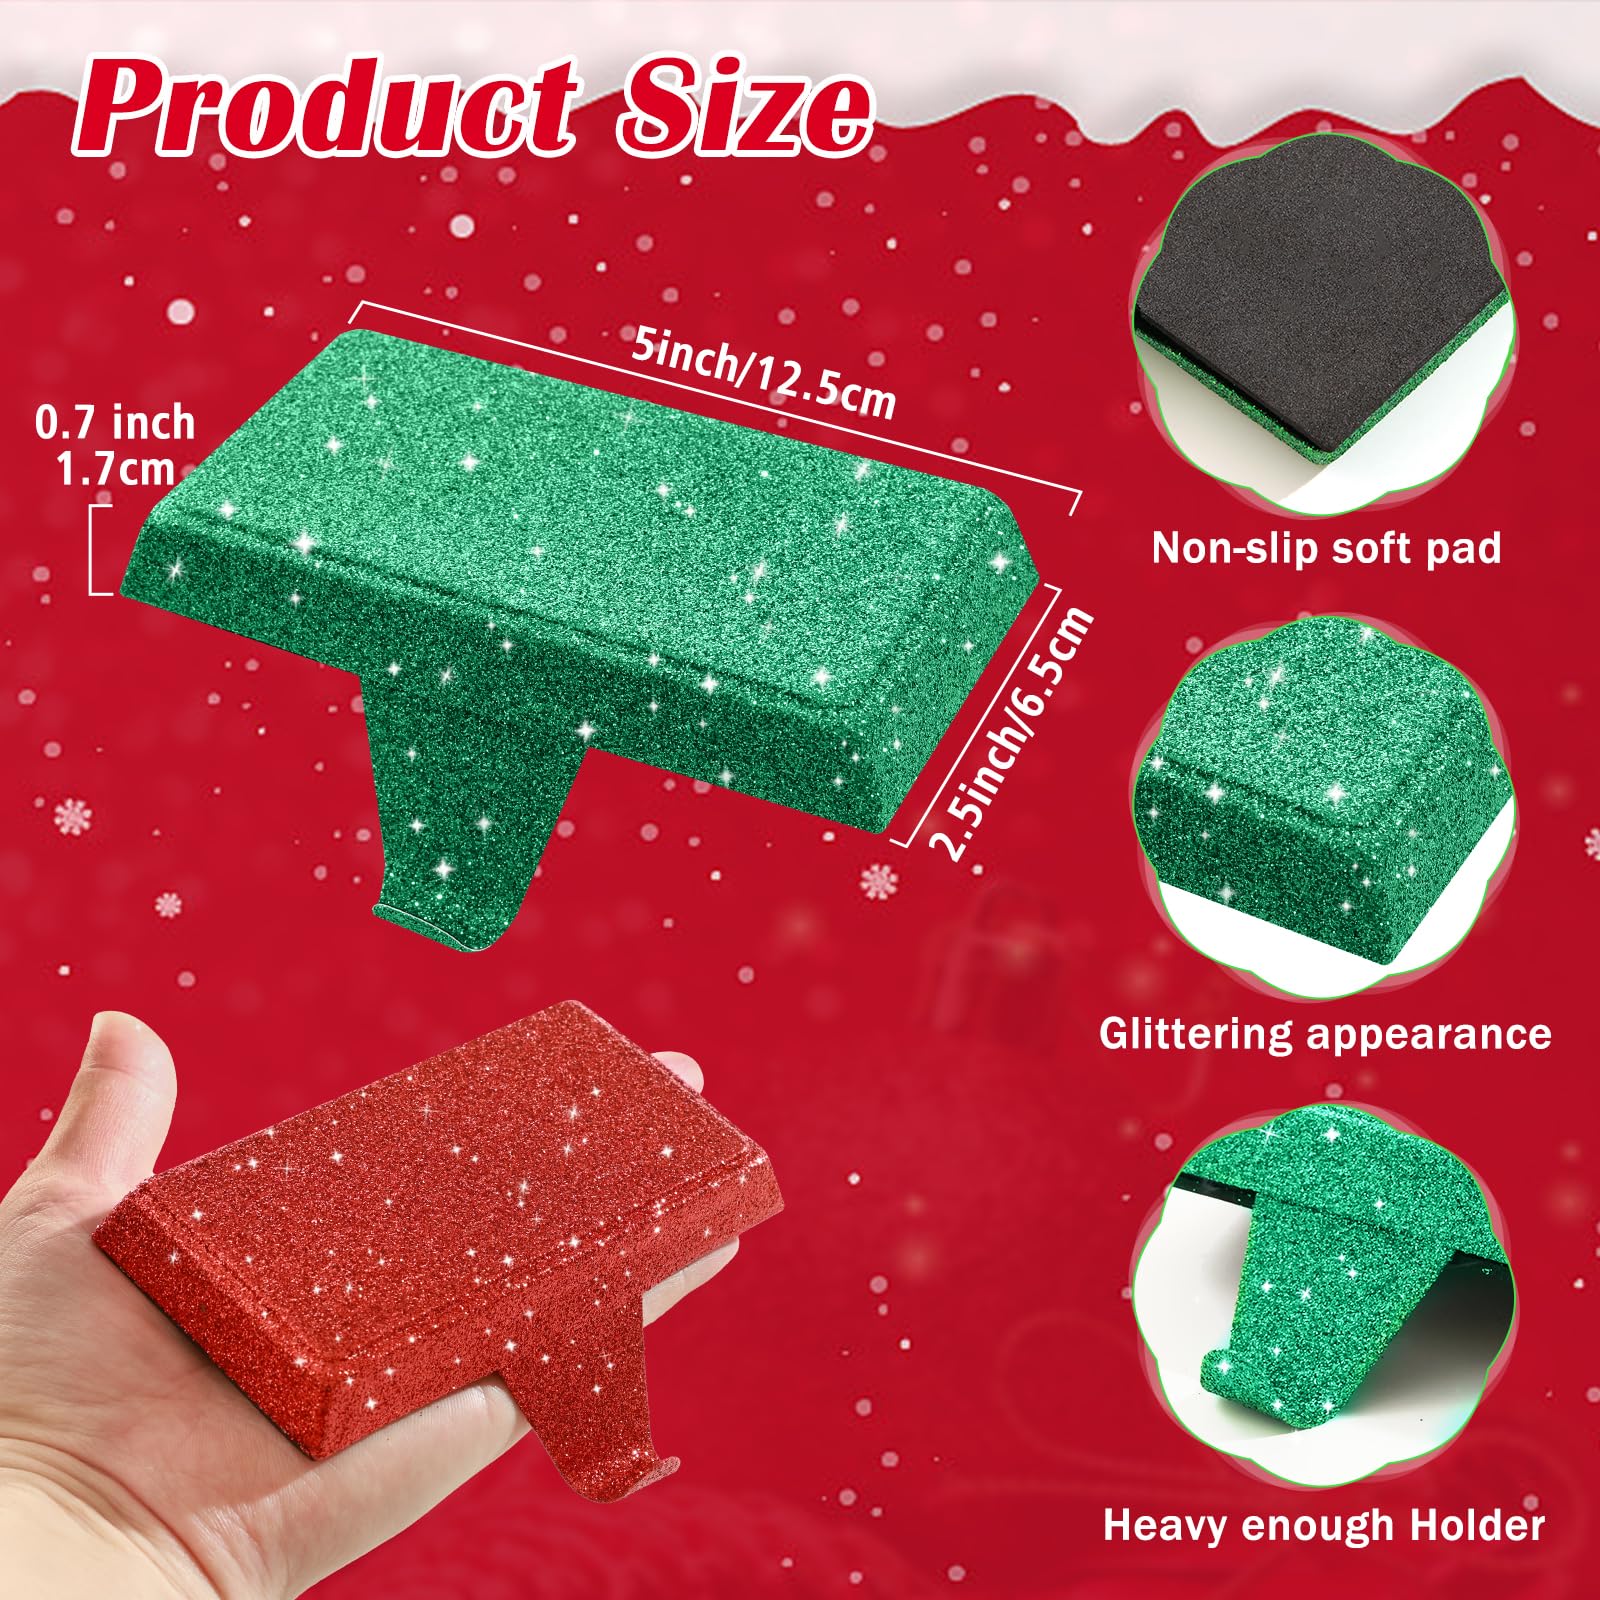 Product Size
5inch/12.5cm
0.7 inch
1.7cm
2.5inch/6.5cm
Non-slip soft pad
Glittering appearance
Heavy enough Holder